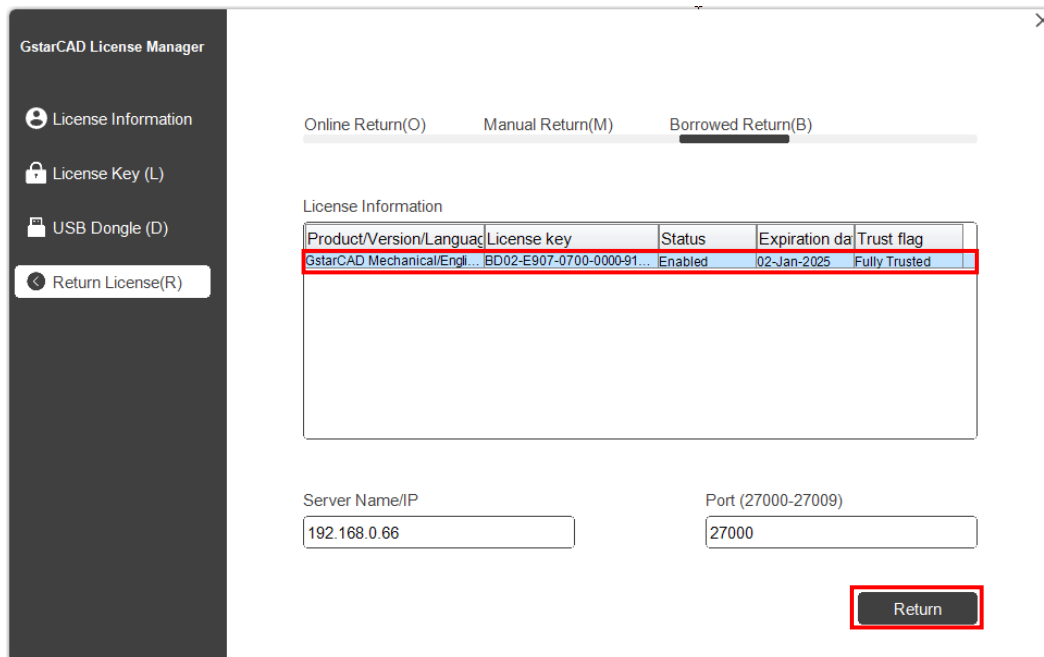 GstarCAD License Manager
License Information
License Key (L)
USB Dongle (D)
Return License(R)
Online Return(O) Manual Return(M) Borrowed Return(B)
License Information
Product/Version/Languag License key Status Expiration da Trust flag
GstarCAD Mechanical/Engli... BD02-E907-0700-0000-91... Enabled 02-Jan-2025 Fully Trusted
Server Name/IP Port (27000-27009)
192.168.0.66 27000
Return